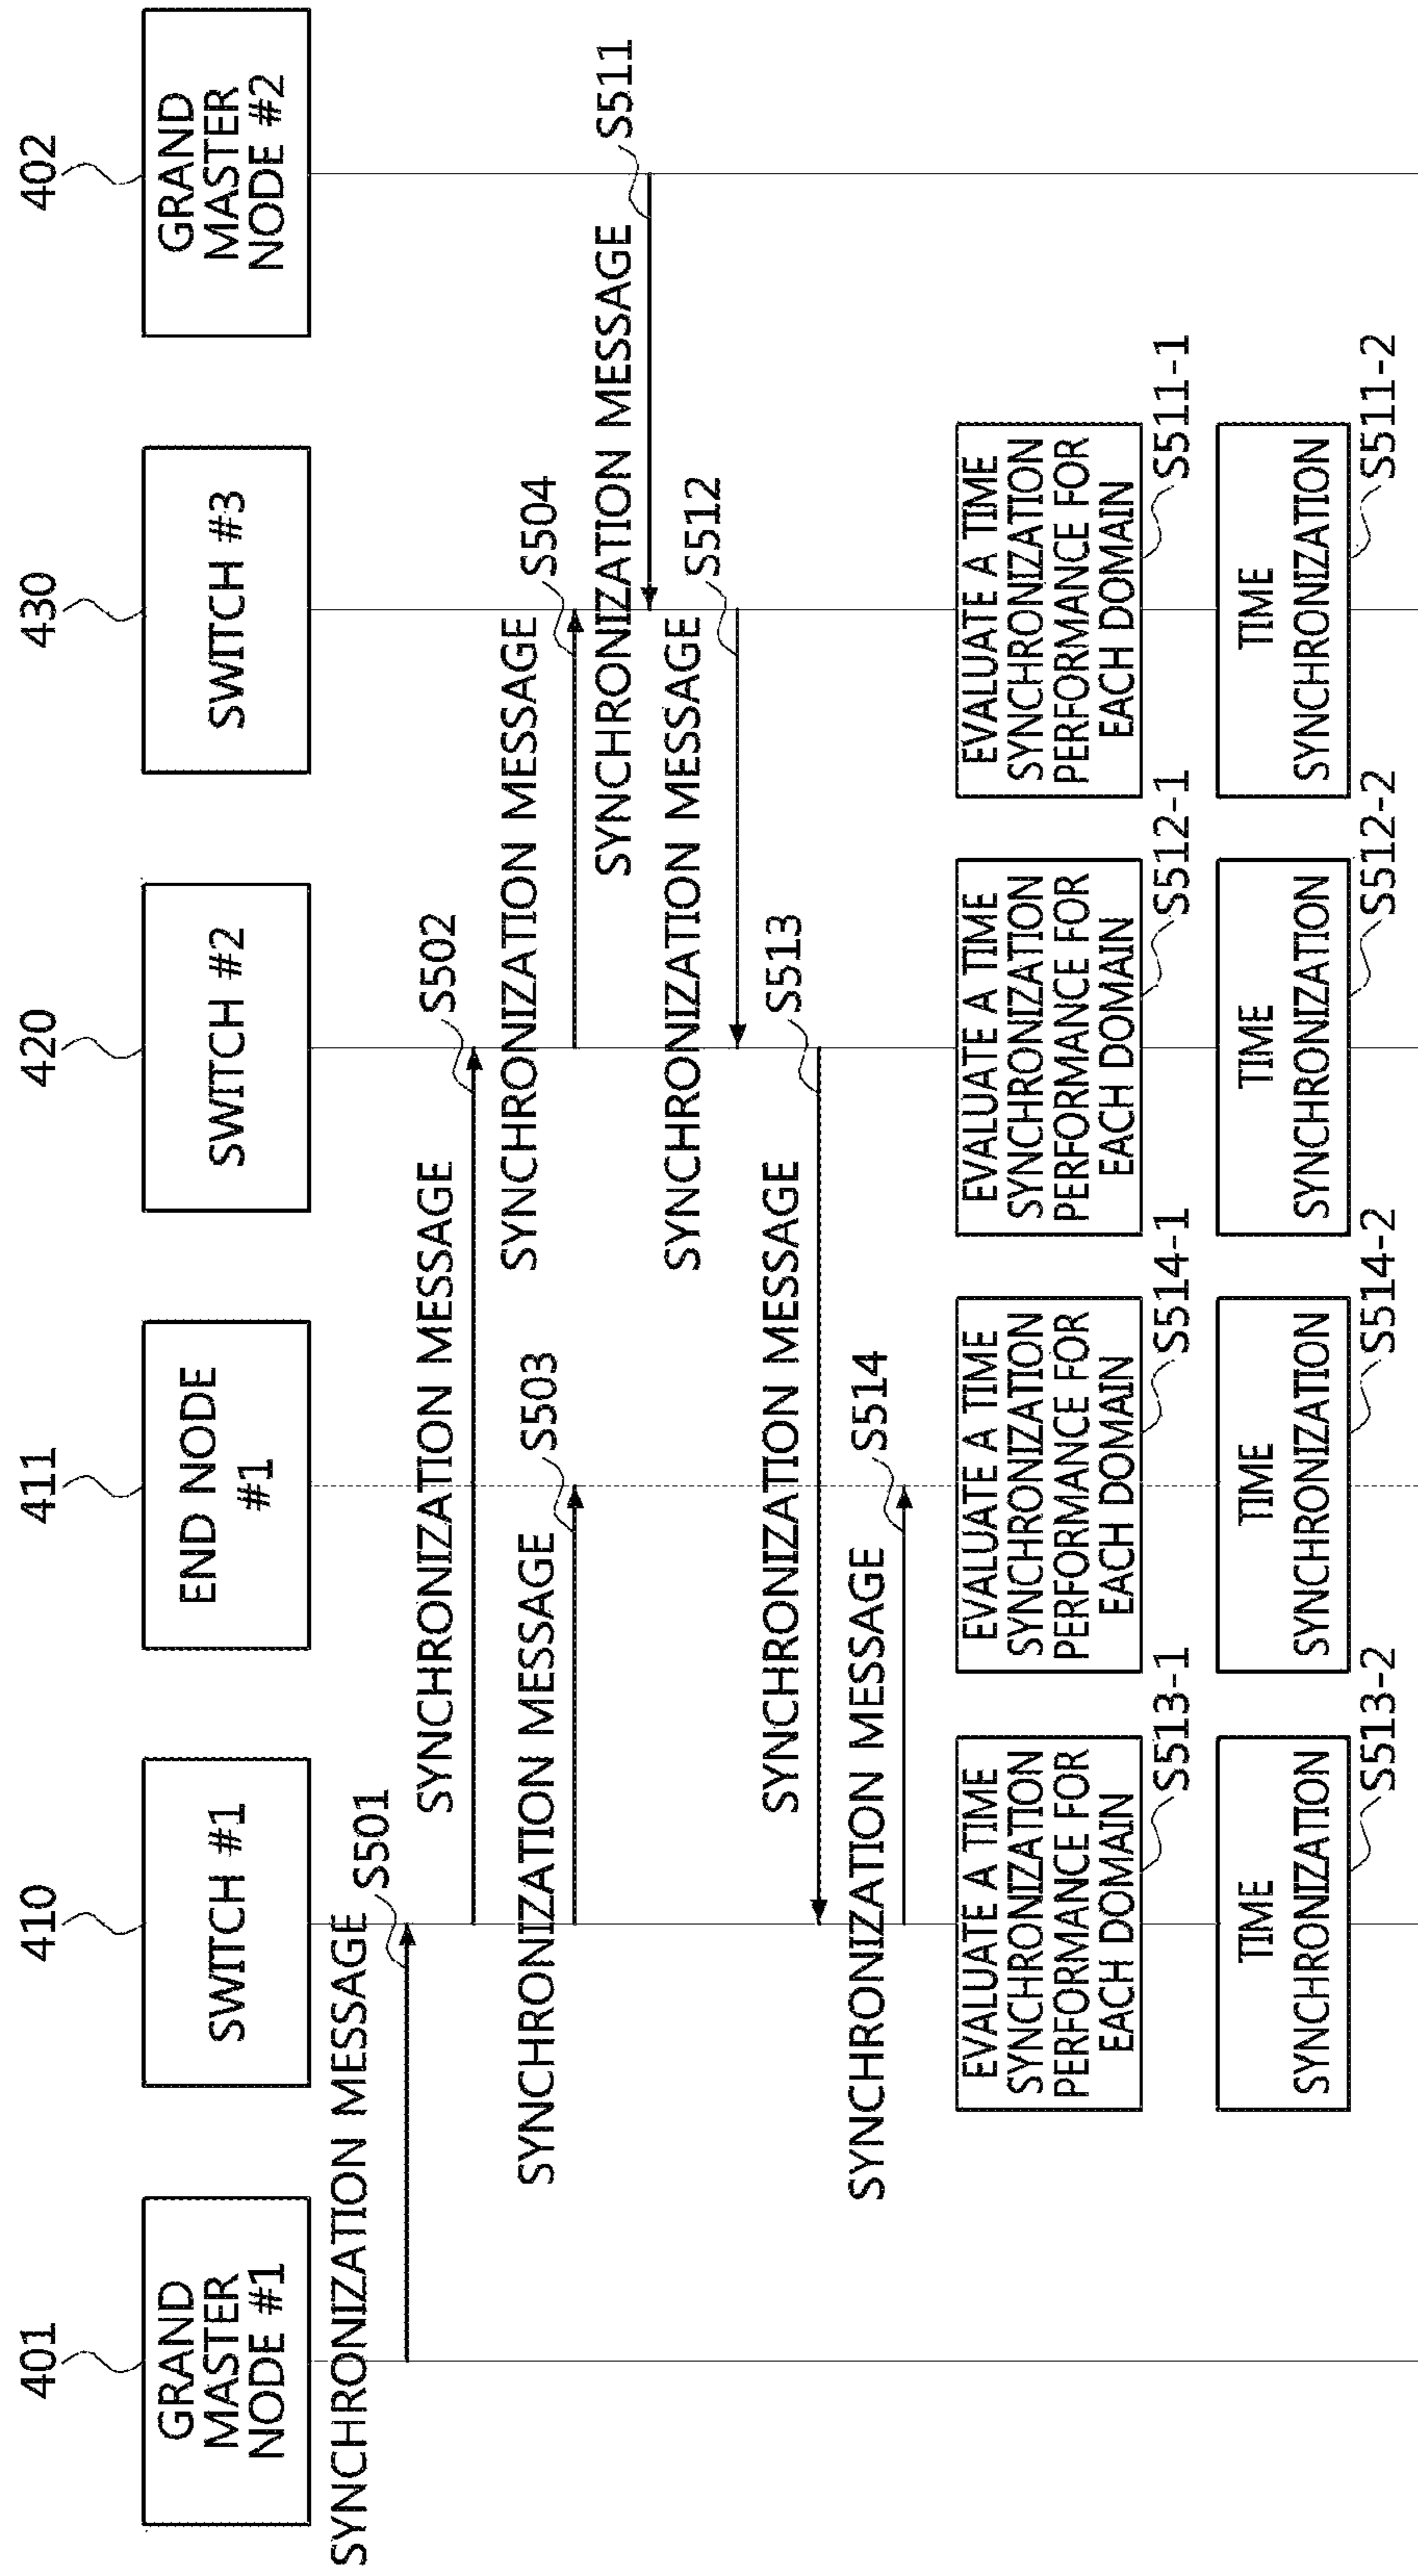 401
410
411
420
430
402
GRAND
MASTER
NODE #1
SWITCH #1
END NODE
#1
SWITCH #2
SWITCH #3
GRAND
MASTER
NODE #2
SYNCHRONIZATION MESSAGE
S501
SYNCHRONIZATION MESSAGE
S502
SYNCHRONIZATION MESSAGE
S503
SYNCHRONIZATION MESSAGE
S504
SYNCHRONIZATION MESSAGE
S511
SYNCHRONIZATION MESSAGE
S512
SYNCHRONIZATION MESSAGE
S513
SYNCHRONIZATION MESSAGE
S514
EVALUATE A TIME
SYNCHRONIZATION
PERFORMANCE FOR
EACH DOMAIN
S513-1
EVALUATE A TIME
SYNCHRONIZATION
PERFORMANCE FOR
EACH DOMAIN
S514-1
EVALUATE A TIME
SYNCHRONIZATION
PERFORMANCE FOR
EACH DOMAIN
S512-1
EVALUATE A TIME
SYNCHRONIZATION
PERFORMANCE FOR
EACH DOMAIN
S511-1
TIME
SYNCHRONIZATION
S513-2
TIME
SYNCHRONIZATION
S514-2
TIME
SYNCHRONIZATION
S512-2
TIME
SYNCHRONIZATION
S511-2